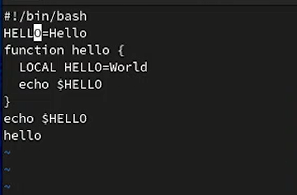 #!/bin/bash
HELLO=Hello
function hello {
  LOCAL HELLO=World
  echo $HELLO
}
echo $HELLO
hello
~
~
~